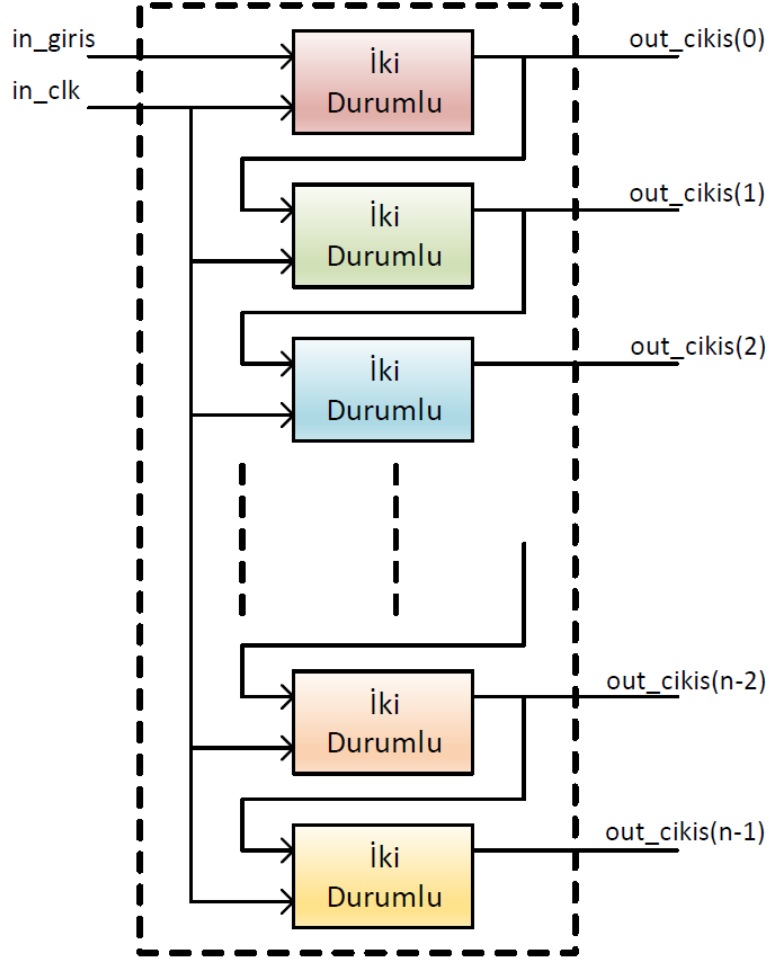 in_giris
İki
Durumlu
out_cikis(0)
in_clk
İki
Durumlu
out_cikis(1)
İki
Durumlu
out_cikis(2)
İki
Durumlu
out_cikis(n-2)
İki
Durumlu
out_cikis(n-1)